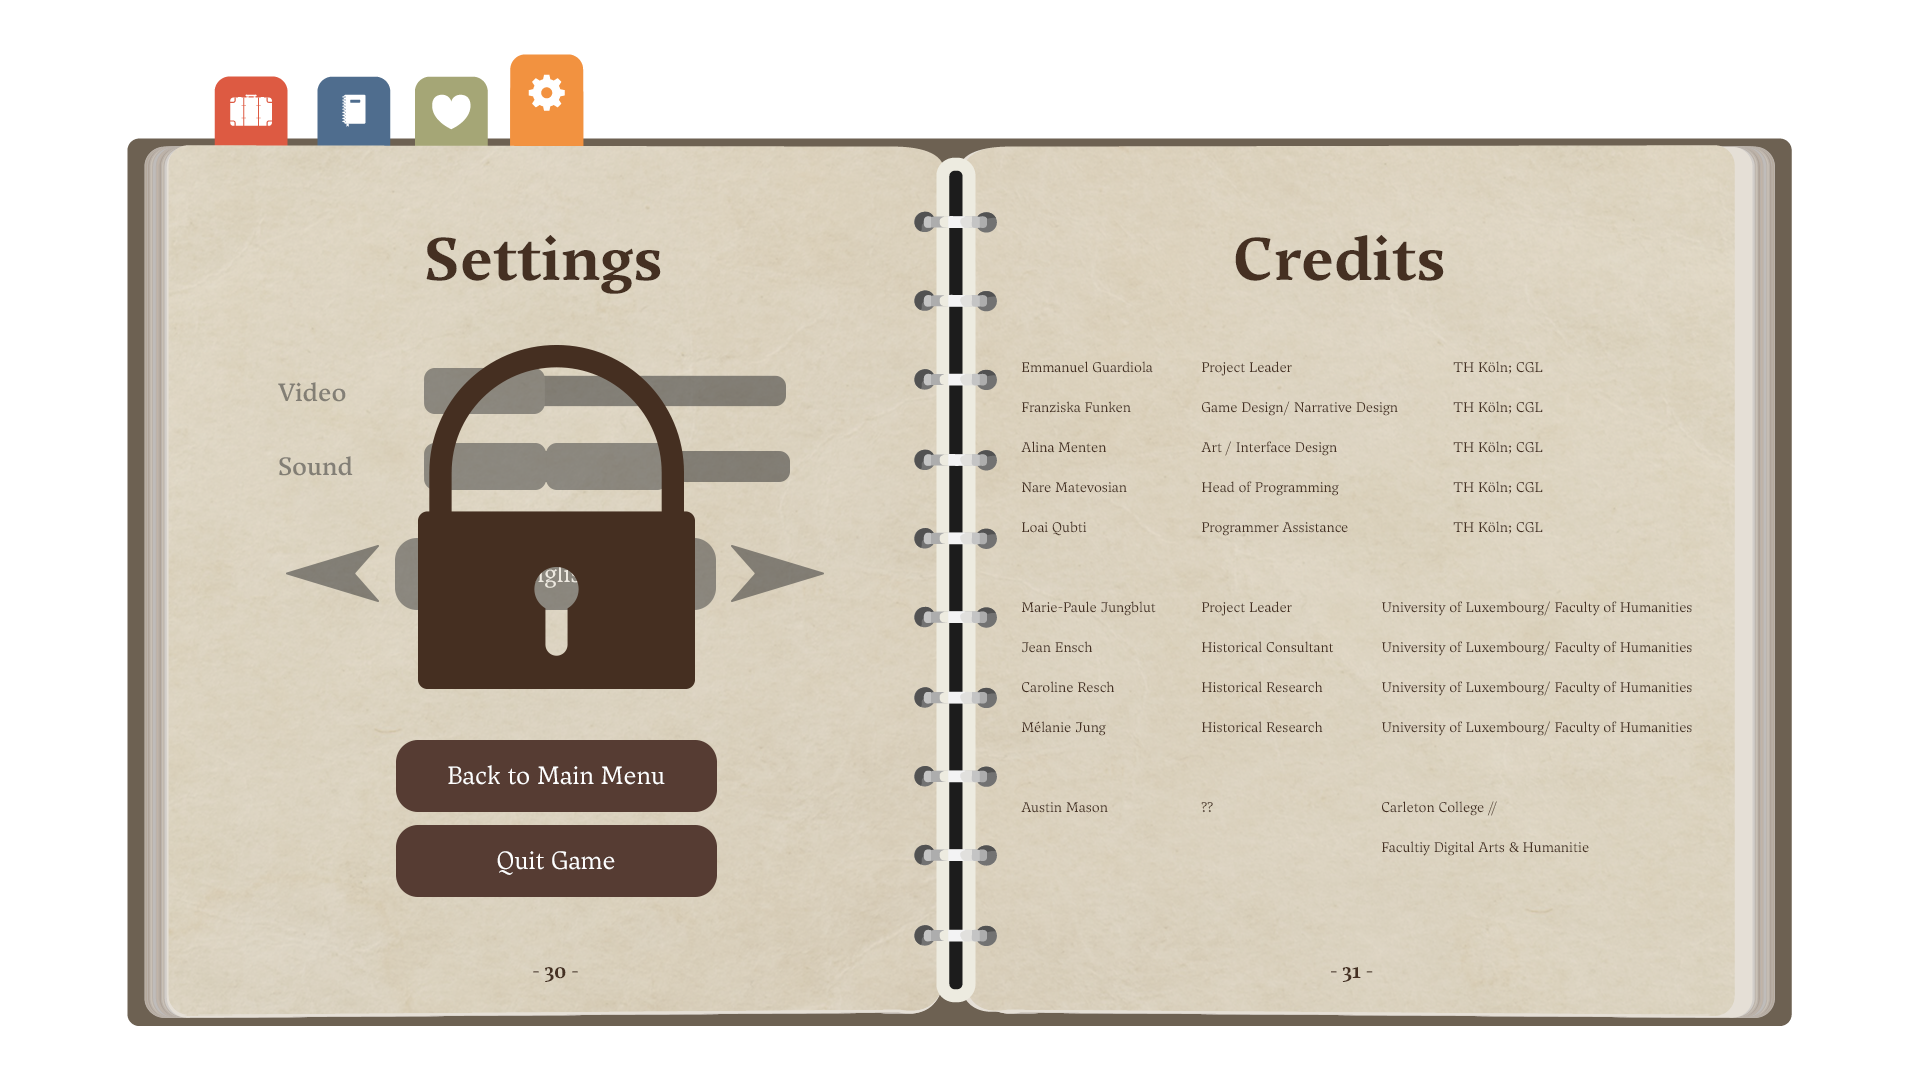 Settings
Video
Sound
Back to Main Menu
Quit Game
- 30 -
Credits
Emmanuel Guardiola Project Leader TH Köln; CGL
Franziska Funken Game Design/ Narrative Design TH Köln; CGL
Alina Menten Art / Interface Design TH Köln; CGL
Nare Matevosian Head of Programming TH Köln; CGL
Loai Qubti Programmer Assistance TH Köln; CGL
Marie-Paule Jungblut Project Leader University of Luxembourg/ Faculty of Humanities
Jean Ensch Historical Consultant University of Luxembourg/ Faculty of Humanities
Caroline Resch Historical Research University of Luxembourg/ Faculty of Humanities
Mélanie Jung Historical Research University of Luxembourg/ Faculty of Humanities
Austin Mason ?? Carleton College //
Facultiy Digital Arts & Humanitie
- 31 -